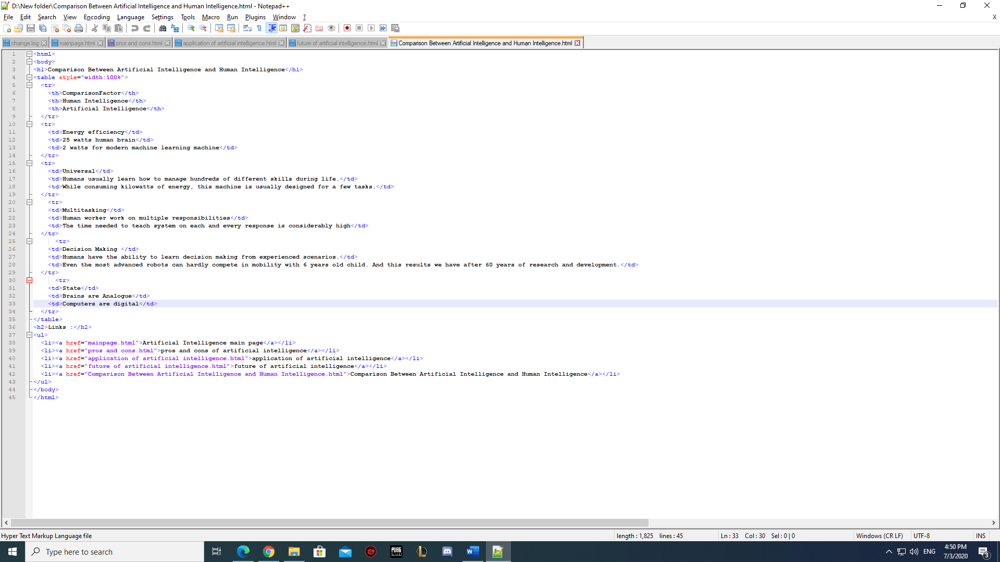 D:\New folder\Comparison Between Artificial Intelligence and Human Intelligence.html - Notepad++
File Edit Search View Encoding Language Settings Tools Macro Run Plugins Window ? X
change.log mainpage.html pros and cons.html application of artificial intelligence.html future of artificial intelligence.html Comparison Between Artificial Intelligence and Human Intelligence.html
1 <html>
2 <body>
3 <h1>Comparison Between Artificial Intelligence and Human Intelligence</h1>
4 <table style="width:100%">
5 <tr>
6 <th>ComparisonFactor</th>
7 <th>Human Intelligence</th>
8 <th>Artificial Intelligence</th>
9 </tr>
10 <tr>
11 <td>Energy efficiency</td>
12 <td>25 watts human brain</td>
13 <td>2 watts for modern machine learning machine</td>
14 </tr>
15 <tr>
16 <td>Universal</td>
17 <td>Humans usually learn how to manage hundreds of different skills during life.</td>
18 <td>While consuming kilowatts of energy, this machine is usually designed for a few tasks.</td>
19 </tr>
20 <tr>
21 <td>Multitasking</td>
22 <td>Human worker work on multiple responsibilities</td>
23 <td>The time needed to teach system on each and every response is considerably high</td>
24 </tr>
25 <tr>
26 <td>Decision Making </td>
27 <td>Humans have the ability to learn decision making from experienced scenarios.</td>
28 <td>Even the most advanced robots can hardly compete in mobility with 6 years old child. And this results we have after 60 years of research and development.</td>
29 </tr>
30 <tr>
31 <td>State</td>
32 <td>Brains are Analogue</td>
33 <td>Computers are digital</td>
34 </tr>
35 </table>
36 <h2>Links :</h2>
37 <ul>
38 <li><a href="mainpage.html">Artificial Intelligence main page</a></li>
39 <li><a href="pros and cons.html">pros and cons of artificial intelligence</a></li>
40 <li><a href="application of artificial intelligence.html">application of artificial intelligence</a></li>
41 <li><a href="future of artificial intelligence.html">future of artificial intelligence</a></li>
42 <li><a href="Comparison Between Artificial Intelligence and Human Intelligence.html">Comparison Between Artificial Intelligence and Human Intelligence</a></li>
43 </ul>
44 </body>
45 </html>
Hyper Text Markup Language file length : 1,825 lines : 45 Ln : 33 Col : 30 Sel : 0 | 0 Windows (CR LF) UTF-8 INS
Type here to search PUBG ENG 4:50 PM
7/3/2020 3